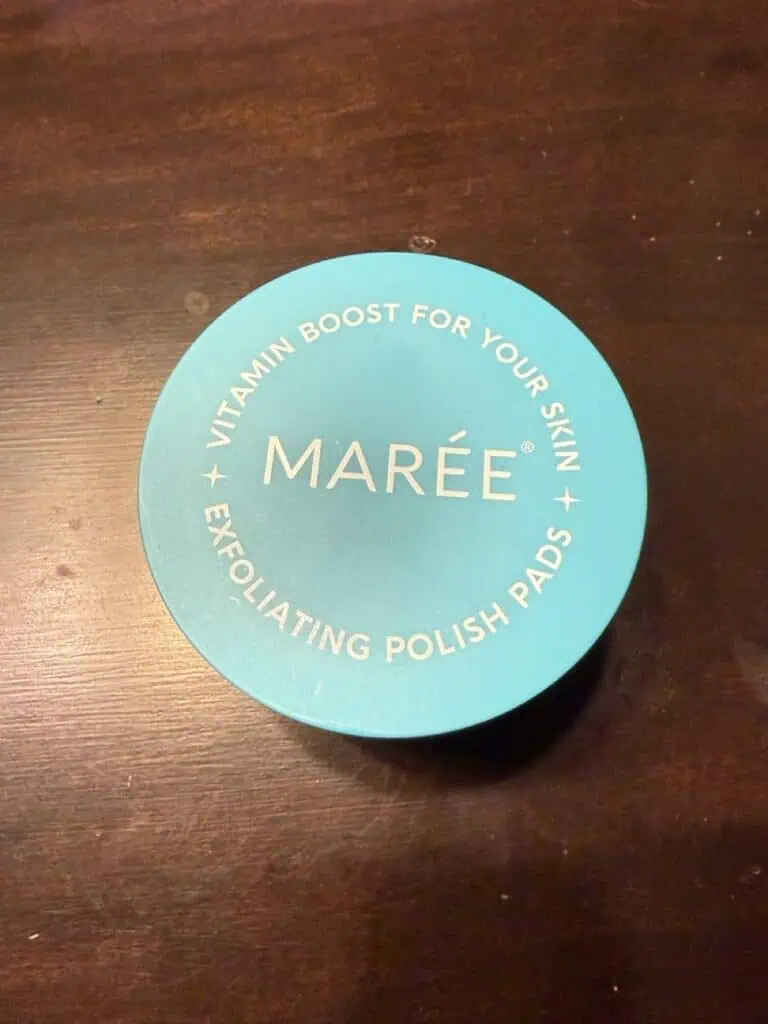 VITAMIN BOOST FOR YOUR SKIN
MARÉE®
EXFOLIATING POLISH PADS